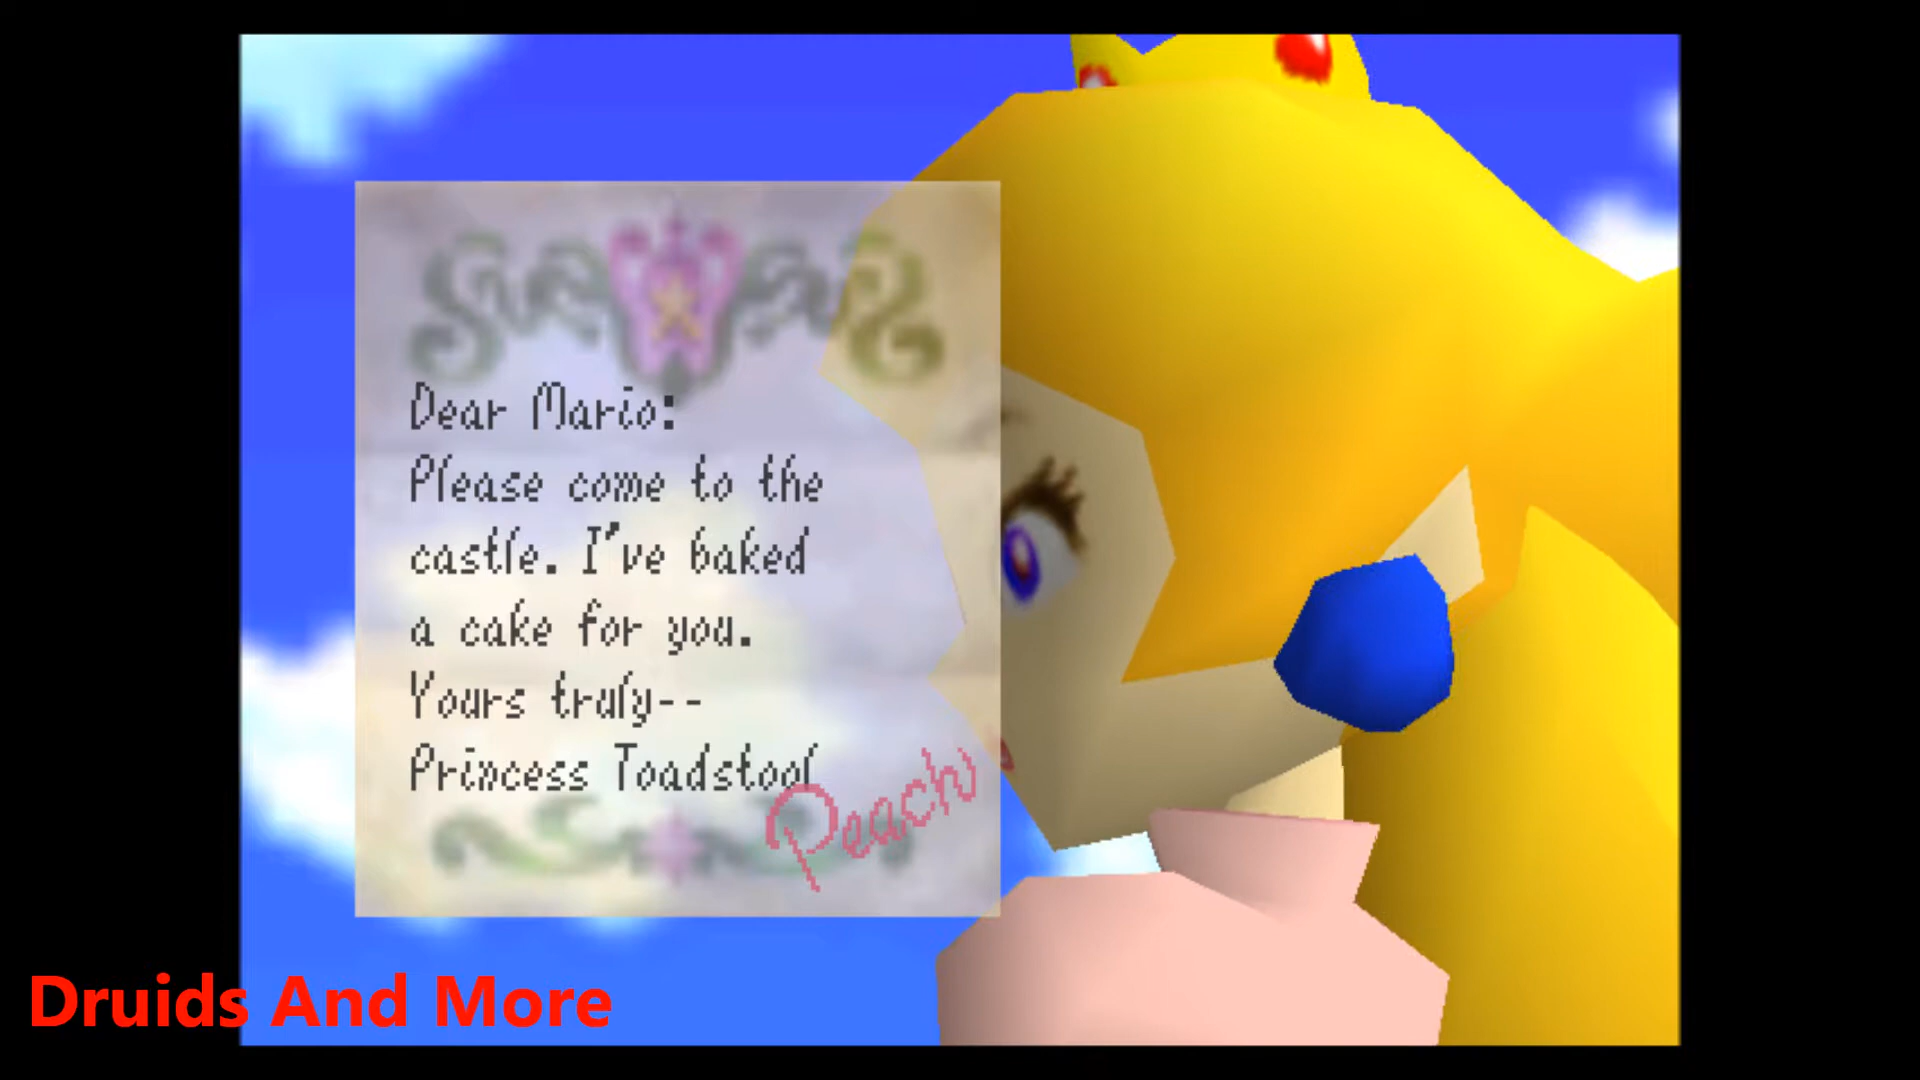 Dear Mario:
Please come to the
castle. I've baked
a cake for you.
Yours truly--
Princess Toadstool
Peach
Druids And More